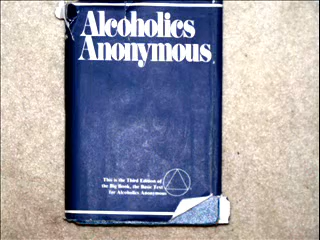 Alcoholics
Anonymous
This is the Third Edition of
the Big Book, the Basic Text
for Alcoholics Anonymous